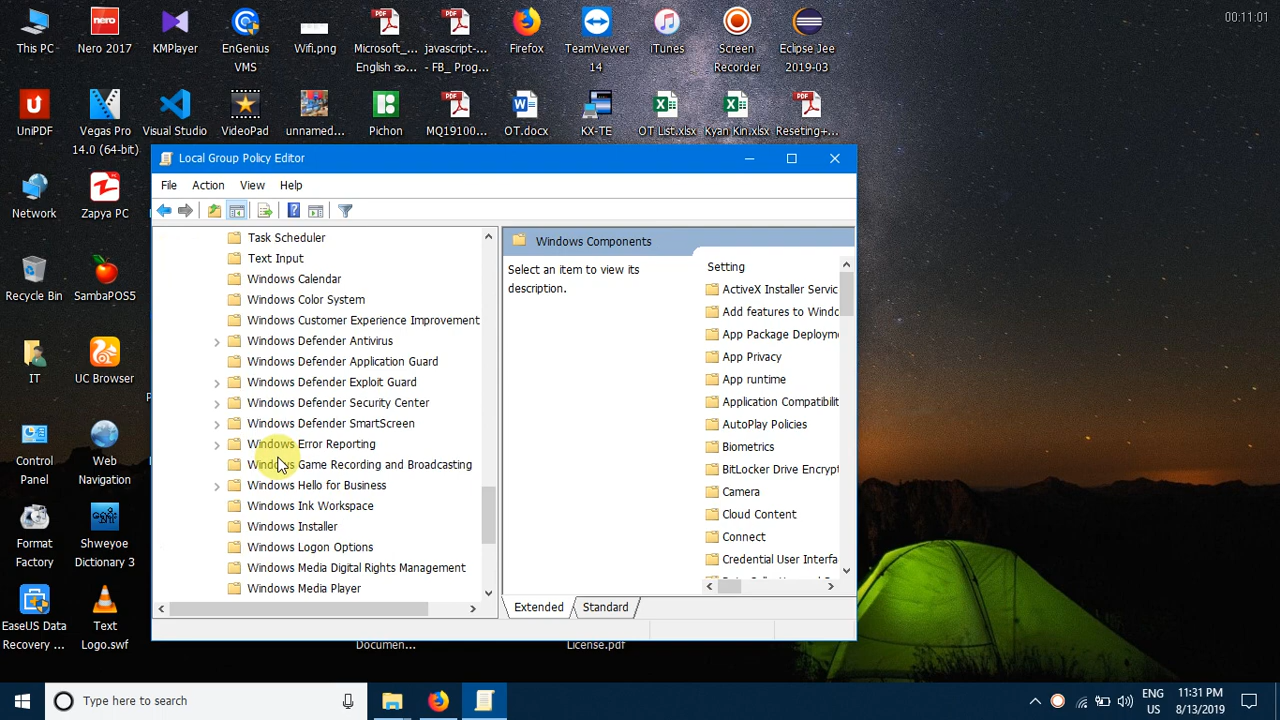 00:11:01
This PC
Nero 2017
KMPlayer
EnGenius
VMS
Wifi.png
Microsoft_...
English အခ...
javascript-...
- FB_ Prog...
Firefox
TeamViewer
14
iTunes
Screen
Recorder
Eclipse Jee
2019-03
UniPDF
Vegas Pro
14.0 (64-bit)
Visual Studio
VideoPad
unnamed...
Pichon
MQ19100...
OT.docx
KX-TE
OT List.xlsx
Kyan Kin.xlsx
Reseting+...
Network
Zapya PC
Recycle Bin
SambaPOS5
IT
UC Browser
Control
Panel
Web
Navigation
Format
Factory
Shweyoe
Dictionary 3
EaseUS Data
Recovery ...
Text
Logo.swf
Documen...
License.pdf
Local Group Policy Editor
File Action View Help
Task Scheduler
Text Input
Windows Calendar
Windows Color System
Windows Customer Experience Improvement
Windows Defender Antivirus
Windows Defender Application Guard
Windows Defender Exploit Guard
Windows Defender Security Center
Windows Defender SmartScreen
Windows Error Reporting
Windows Game Recording and Broadcasting
Windows Hello for Business
Windows Ink Workspace
Windows Installer
Windows Logon Options
Windows Media Digital Rights Management
Windows Media Player
Windows Components
Select an item to view its
description.
Setting
ActiveX Installer Servic
Add features to Windo
App Package Deployme
App Privacy
App runtime
Application Compatibilit
AutoPlay Policies
Biometrics
BitLocker Drive Encrypt
Camera
Cloud Content
Connect
Credential User Interfa
Extended Standard
Type here to search
ENG
US
11:31 PM
8/13/2019